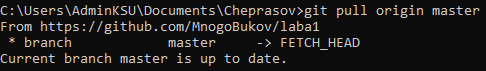 C:\Users\AdminKSU\Documents\Cheprasov>git pull origin master
From https://github.com/MnogoBukov/laba1
 * branch            master     -> FETCH_HEAD
Current branch master is up to date.